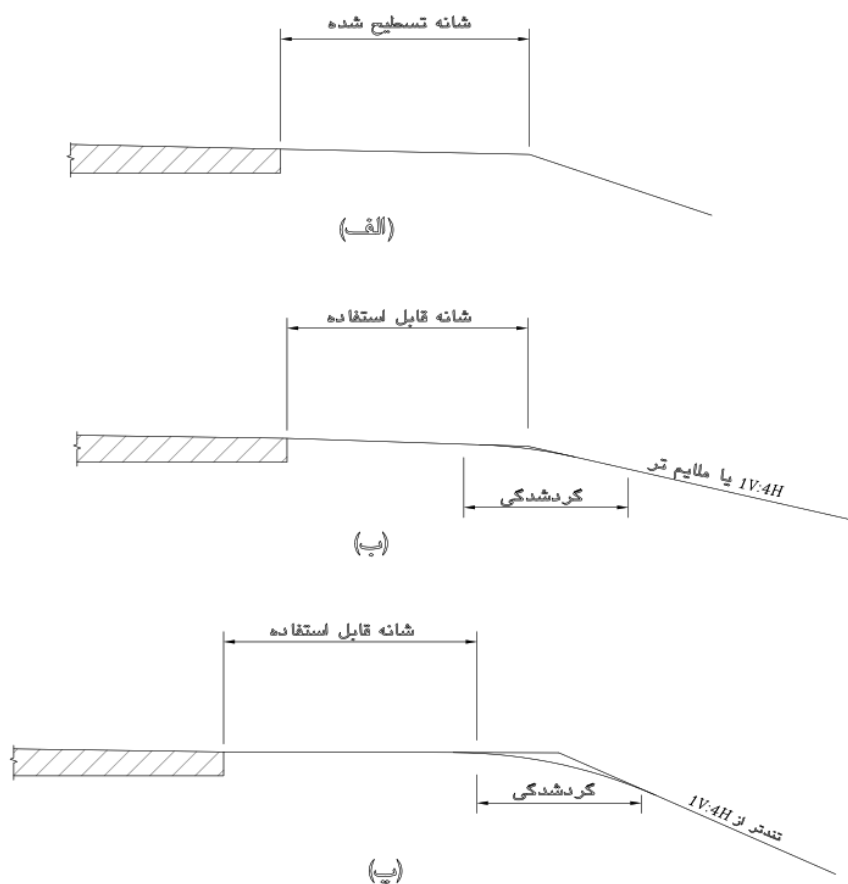 شانه تسطیح شده
(الف)
شانه قابل استفاده
1V:4H یا ملایم تر
گردشدگی
(ب)
شانه قابل استفاده
گردشدگی
تندتر از 1V:4H
(پ)